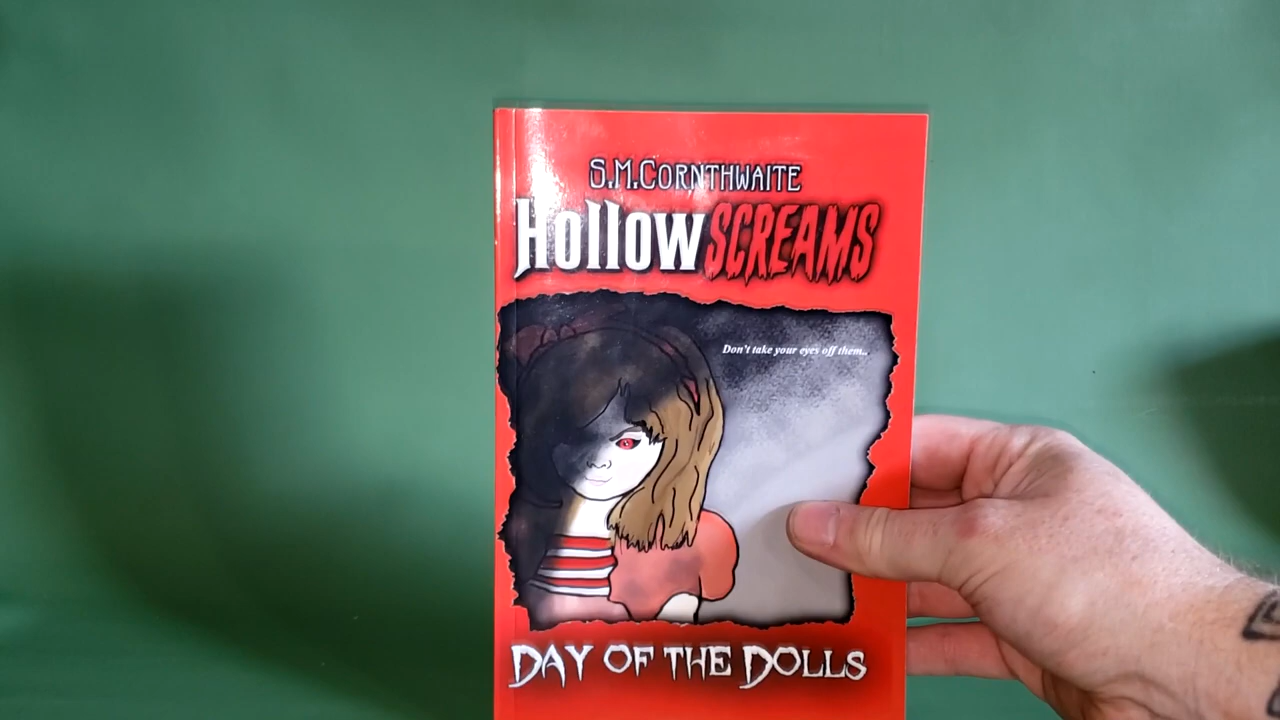 S.M.CORNTHWAITE
Hollow SCREAMS
Don't take your eyes off them..
DAY OF THE DOLLS